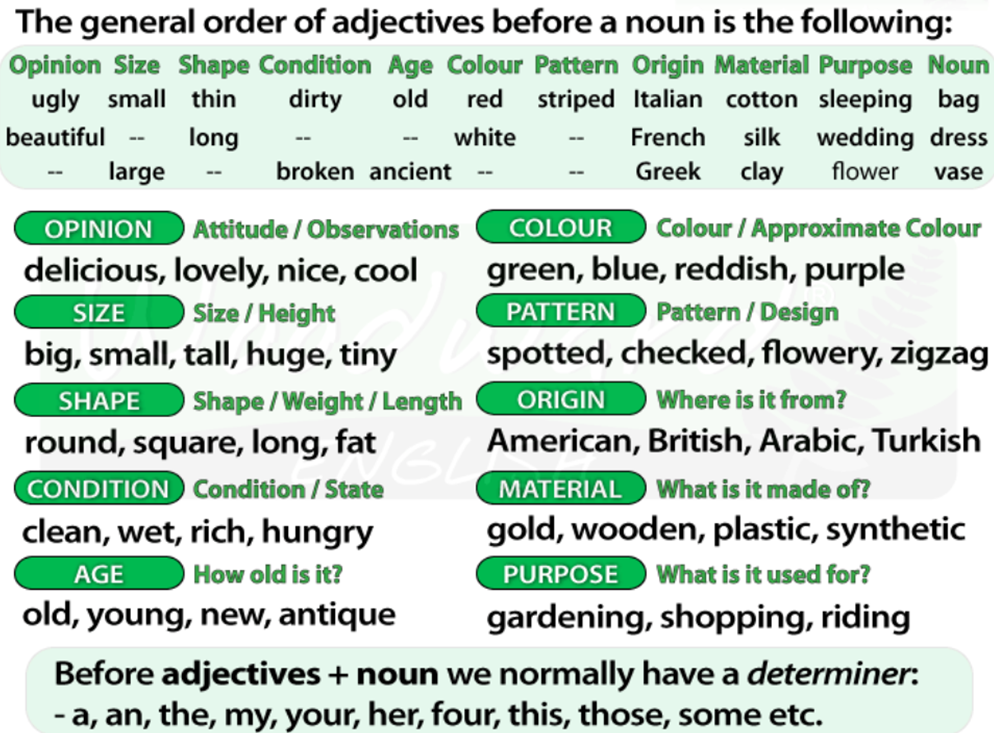 The general order of adjectives before a noun is the following:
Opinion Size Shape Condition Age Colour Pattern Origin Material Purpose Noun
ugly small thin dirty old red striped Italian cotton sleeping bag
beautiful -- long -- -- white -- French silk wedding dress
-- large -- broken ancient -- -- Greek clay flower vase
OPINION Attitude / Observations
delicious, lovely, nice, cool
SIZE Size / Height
big, small, tall, huge, tiny
SHAPE Shape / Weight / Length
round, square, long, fat
CONDITION Condition / State
clean, wet, rich, hungry
AGE How old is it?
old, young, new, antique
COLOUR Colour / Approximate Colour
green, blue, reddish, purple
PATTERN Pattern / Design
spotted, checked, flowery, zigzag
ORIGIN Where is it from?
American, British, Arabic, Turkish
MATERIAL What is it made of?
gold, wooden, plastic, synthetic
PURPOSE What is it used for?
gardening, shopping, riding
Before adjectives + noun we normally have a determiner:
- a, an, the, my, your, her, four, this, those, some etc.
Woodward®
ENGLISH